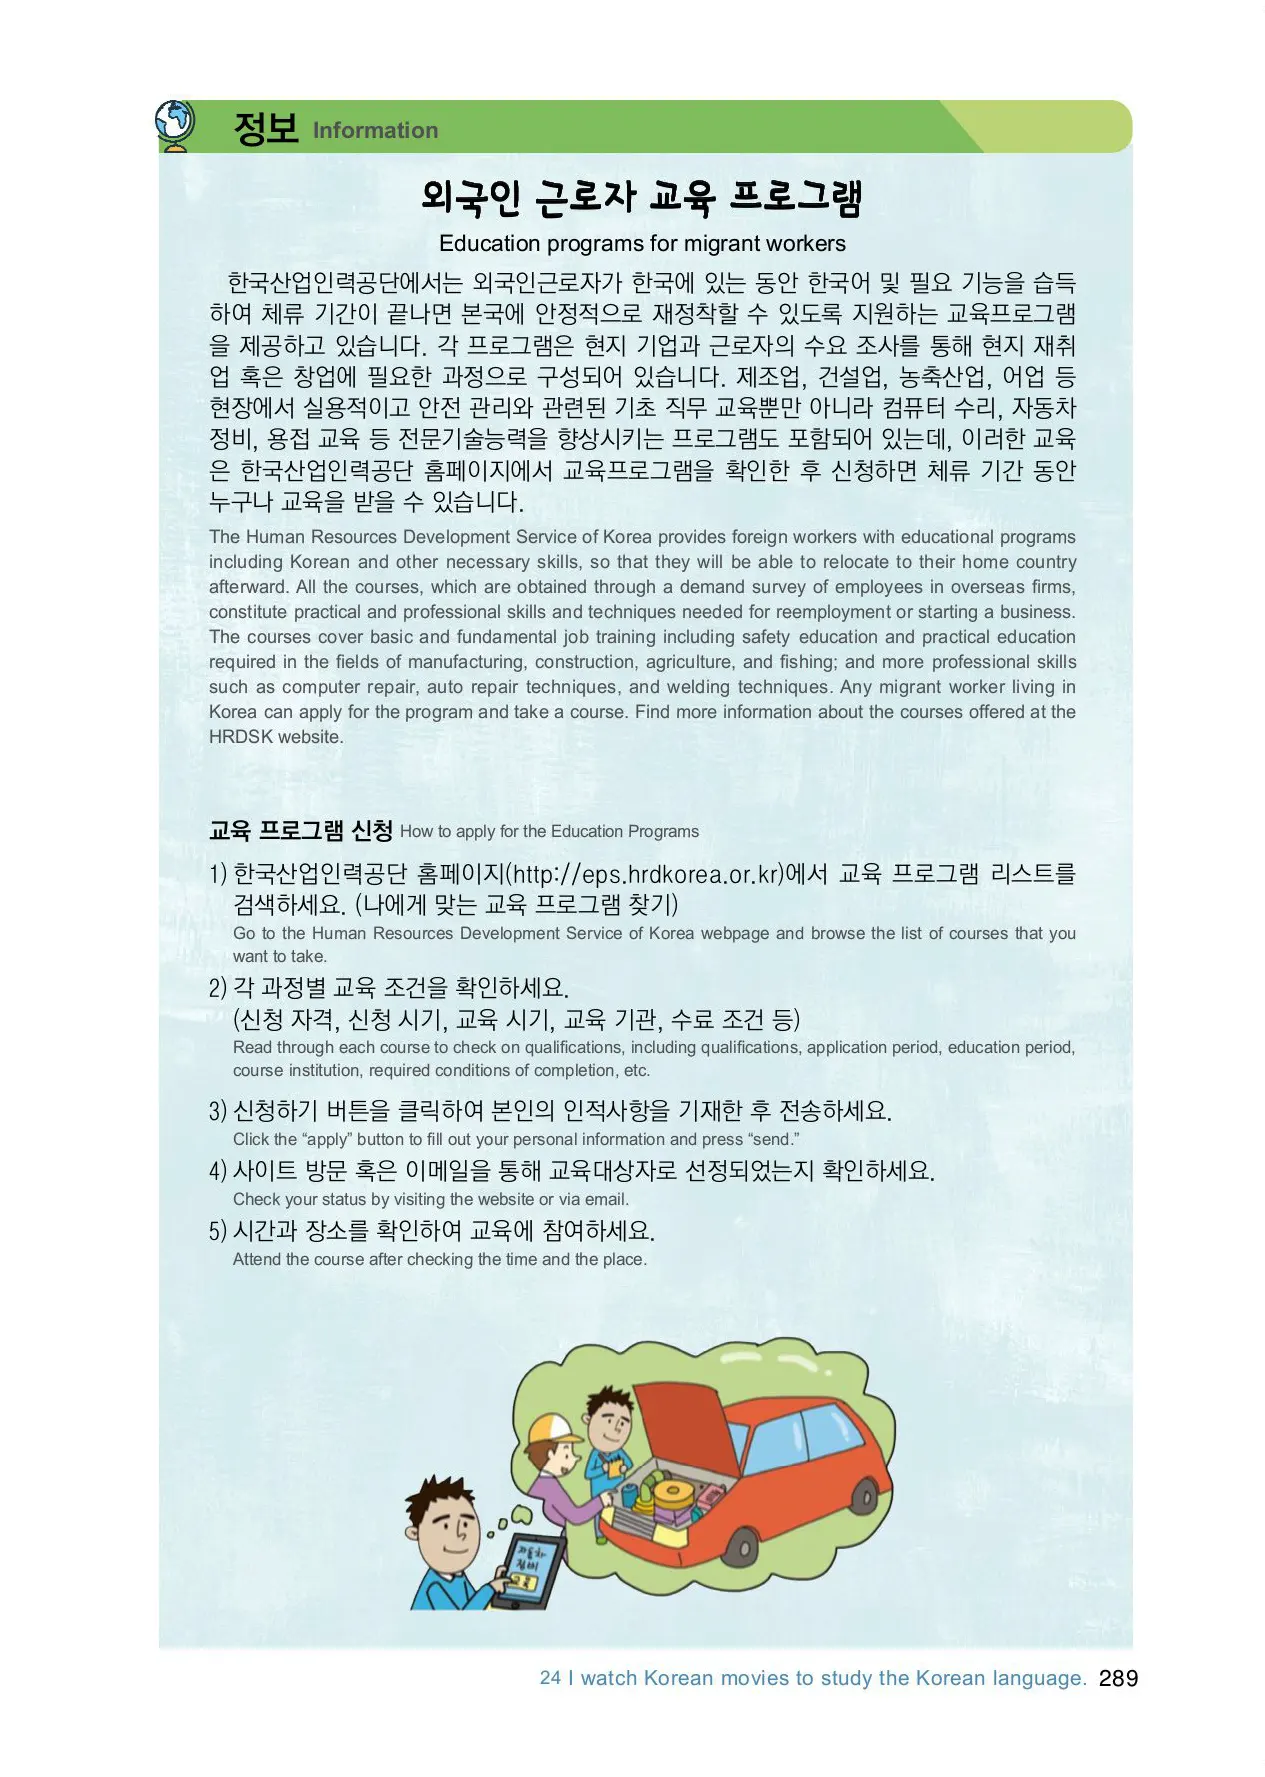 정보 Information
외국인 근로자 교육 프로그램
Education programs for migrant workers
한국산업인력공단에서는 외국인근로자가 한국에 있는 동안 한국어 및 필요 기능을 습득
하여 체류 기간이 끝나면 본국에 안정적으로 재정착할 수 있도록 지원하는 교육프로그램
을 제공하고 있습니다. 각 프로그램은 현지 기업과 근로자의 수요 조사를 통해 현지 재취
업 혹은 창업에 필요한 과정으로 구성되어 있습니다. 제조업, 건설업, 농축산업, 어업 등
현장에서 실용적이고 안전 관리와 관련된 기초 직무 교육뿐만 아니라 컴퓨터 수리, 자동차
정비, 용접 교육 등 전문기술능력을 향상시키는 프로그램도 포함되어 있는데, 이러한 교육
은 한국산업인력공단 홈페이지에서 교육프로그램을 확인한 후 신청하면 체류 기간 동안
누구나 교육을 받을 수 있습니다.
The Human Resources Development Service of Korea provides foreign workers with educational programs
including Korean and other necessary skills, so that they will be able to relocate to their home country
afterward. All the courses, which are obtained through a demand survey of employees in overseas firms,
constitute practical and professional skills and techniques needed for reemployment or starting a business.
The courses cover basic and fundamental job training including safety education and practical education
required in the fields of manufacturing, construction, agriculture, and fishing; and more professional skills
such as computer repair, auto repair techniques, and welding techniques. Any migrant worker living in
Korea can apply for the program and take a course. Find more information about the courses offered at the
HRDSK website.
교육 프로그램 신청 How to apply for the Education Programs
1) 한국산업인력공단 홈페이지(http://eps.hrdkorea.or.kr)에서 교육 프로그램 리스트를
검색하세요. (나에게 맞는 교육 프로그램 찾기)
Go to the Human Resources Development Service of Korea webpage and browse the list of courses that you
want to take.
2) 각 과정별 교육 조건을 확인하세요.
(신청 자격, 신청 시기, 교육 시기, 교육 기관, 수료 조건 등)
Read through each course to check on qualifications, including qualifications, application period, education period,
course institution, required conditions of completion, etc.
3) 신청하기 버튼을 클릭하여 본인의 인적사항을 기재한 후 전송하세요.
Click the “apply” button to fill out your personal information and press “send.”
4) 사이트 방문 혹은 이메일을 통해 교육대상자로 선정되었는지 확인하세요.
Check your status by visiting the website or via email.
5) 시간과 장소를 확인하여 교육에 참여하세요.
Attend the course after checking the time and the place.
자동차
정비
교육
24 I watch Korean movies to study the Korean language. 289